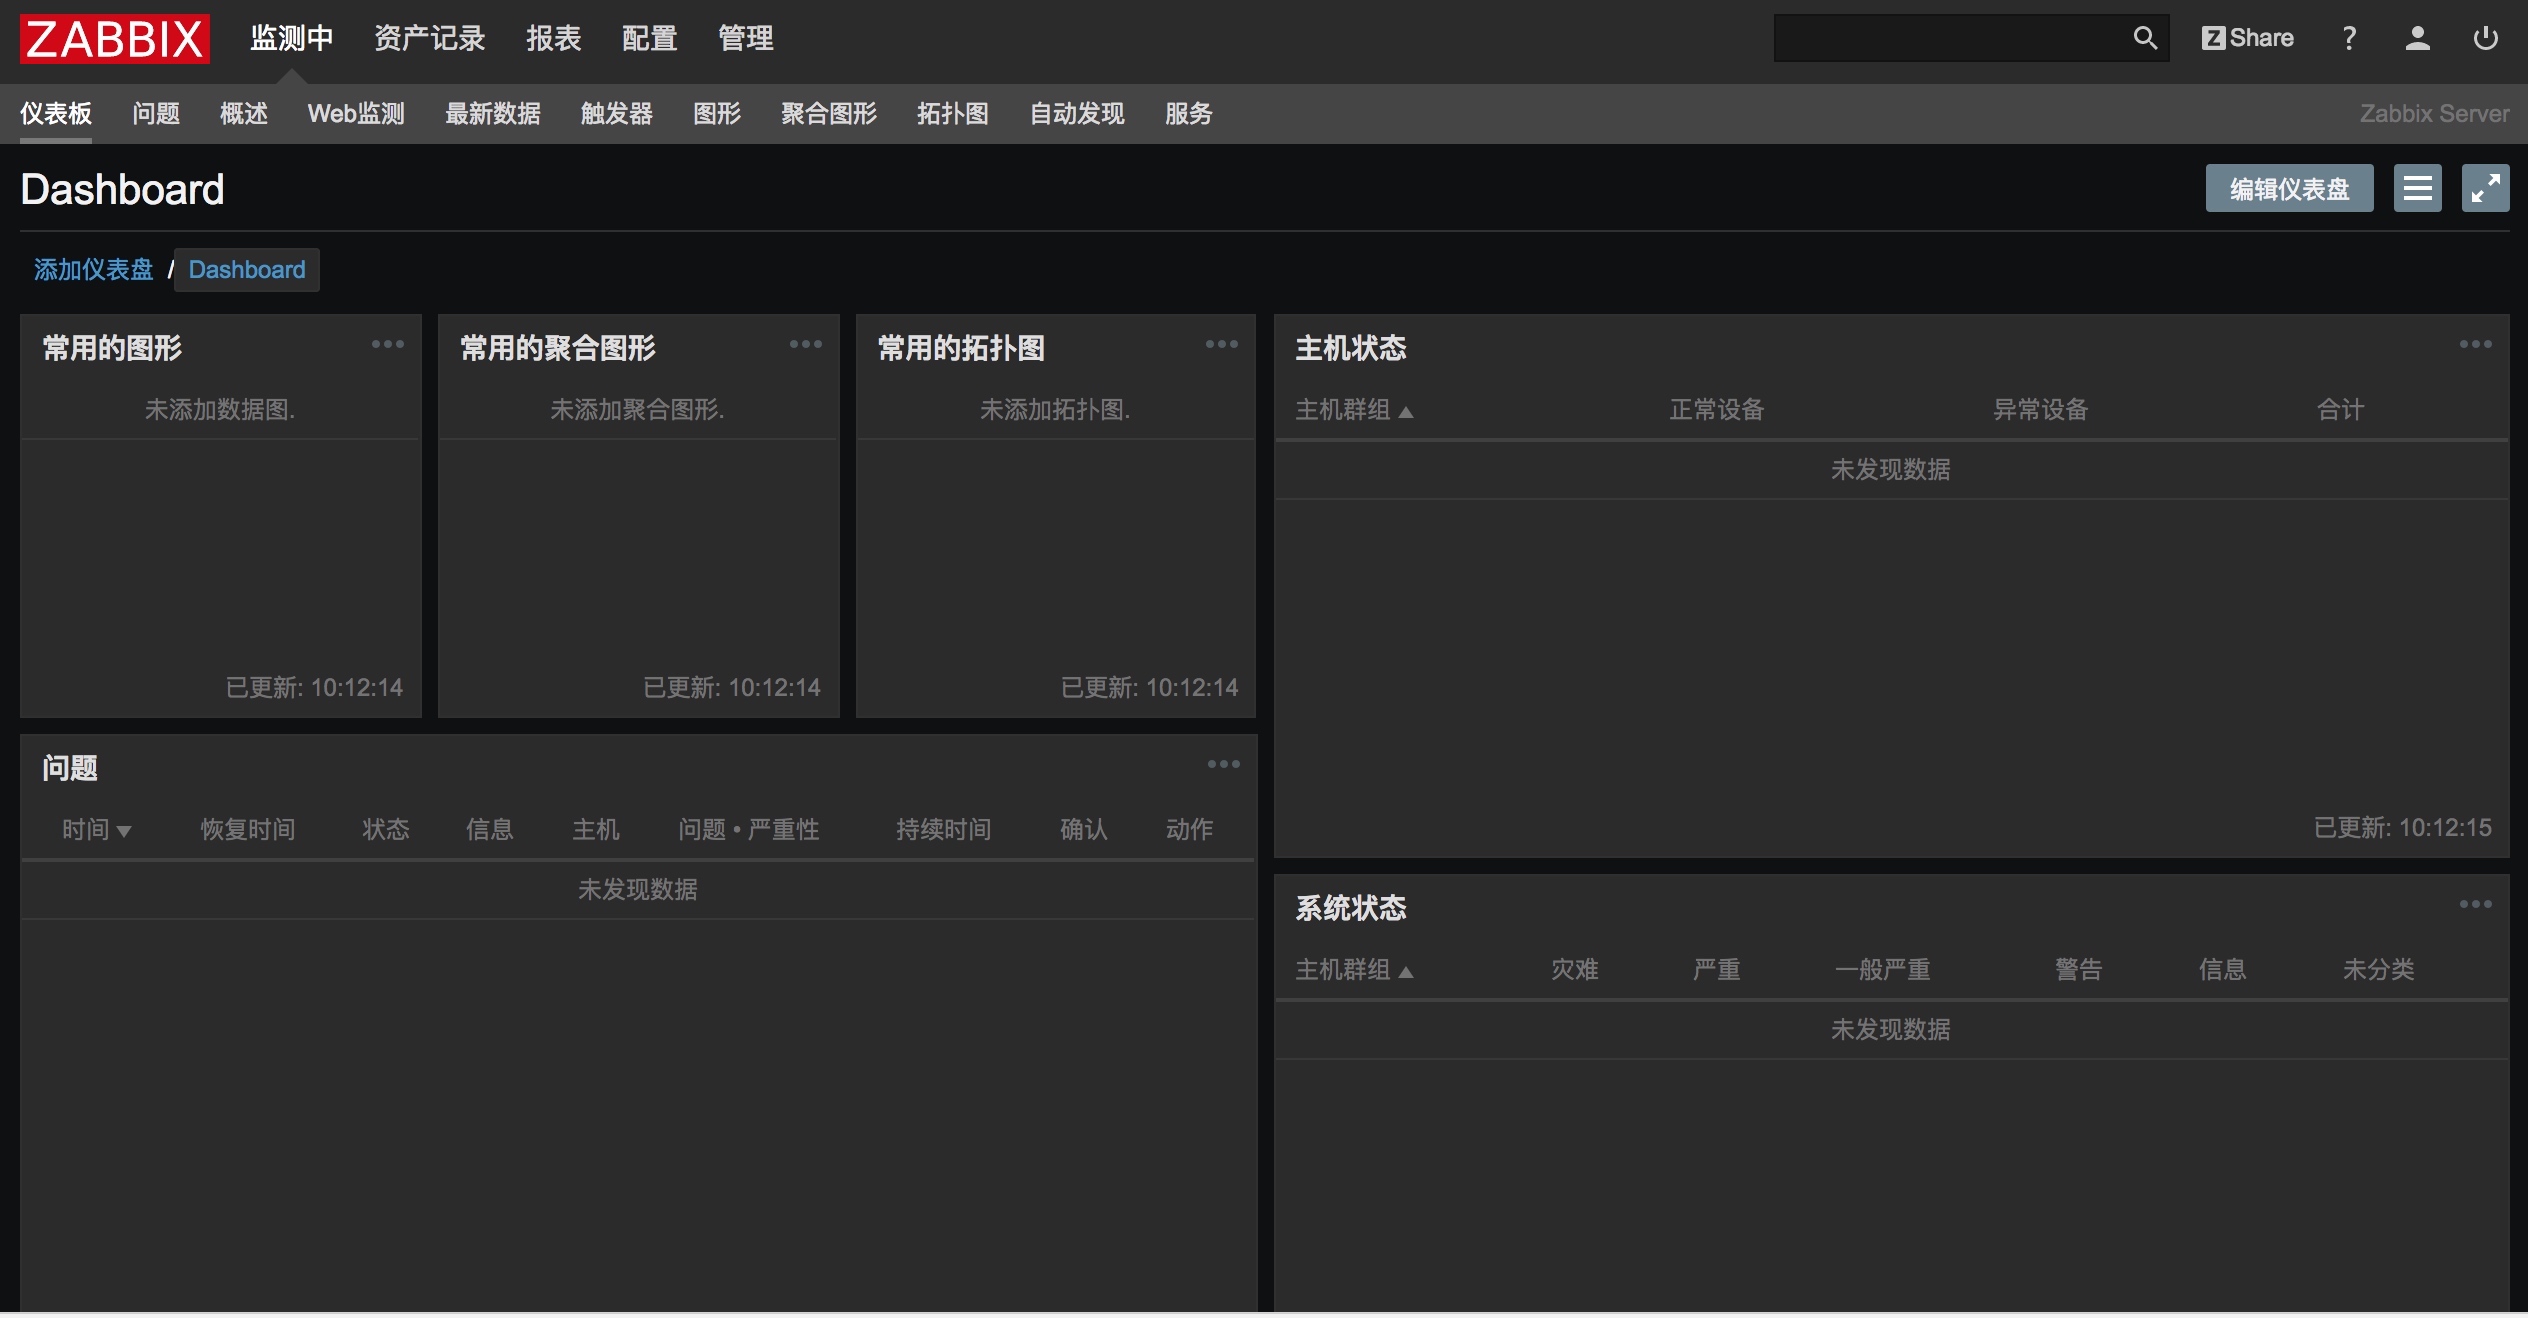 ZABBIX 监测中 资产记录 报表 配置 管理 Z Share ?
仪表板 问题 概述 Web监测 最新数据 触发器 图形 聚合图形 拓扑图 自动发现 服务 Zabbix Server
Dashboard 编辑仪表盘
添加仪表盘 / Dashboard
常用的图形
未添加数据图.
已更新: 10:12:14
常用的聚合图形
未添加聚合图形.
已更新: 10:12:14
常用的拓扑图
未添加拓扑图.
已更新: 10:12:14
主机状态
主机群组 ▲ 正常设备 异常设备 合计
未发现数据
已更新: 10:12:15
问题
时间 ▼ 恢复时间 状态 信息 主机 问题 • 严重性 持续时间 确认 动作
未发现数据
系统状态
主机群组 ▲ 灾难 严重 一般严重 警告 信息 未分类
未发现数据